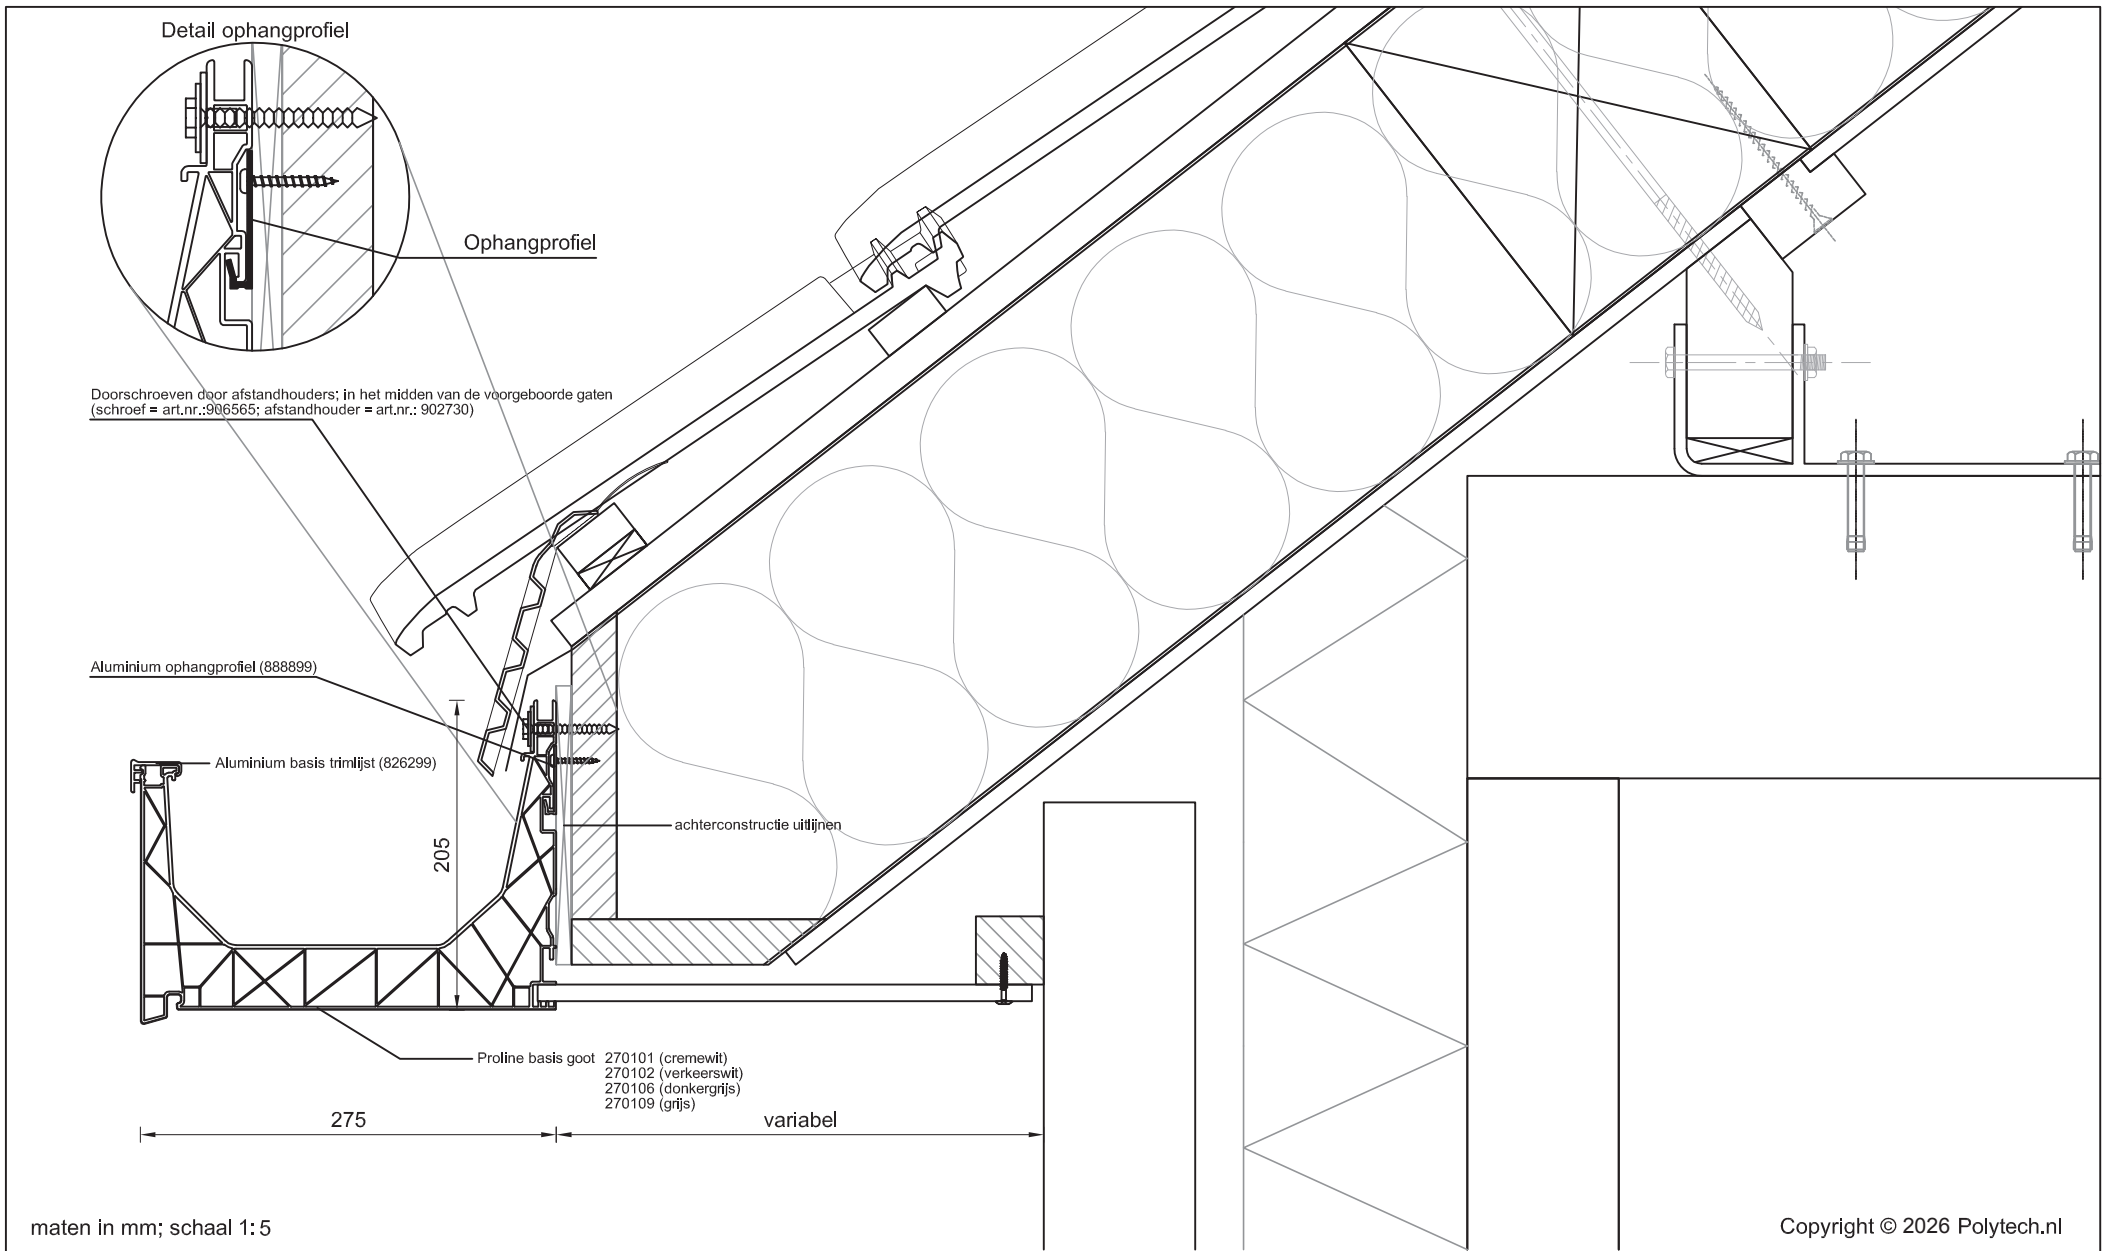 Detail ophangprofiel
Ophangprofiel
Doorschroeven door afstandhouders; in het midden van de voorgeboorde gaten
(schroef = art.nr.:906565; afstandhouder = art.nr.: 902730)
Aluminium ophangprofiel (888899)
Aluminium basis trimlijst (826299)
205
achterconstructie uitlijnen
Proline basis goot 270101 (cremewit)
270102 (verkeerswit)
270106 (donkergrijs)
270109 (grijs)
275
variabel
maten in mm; schaal 1:5
Copyright © 2026 Polytech.nl